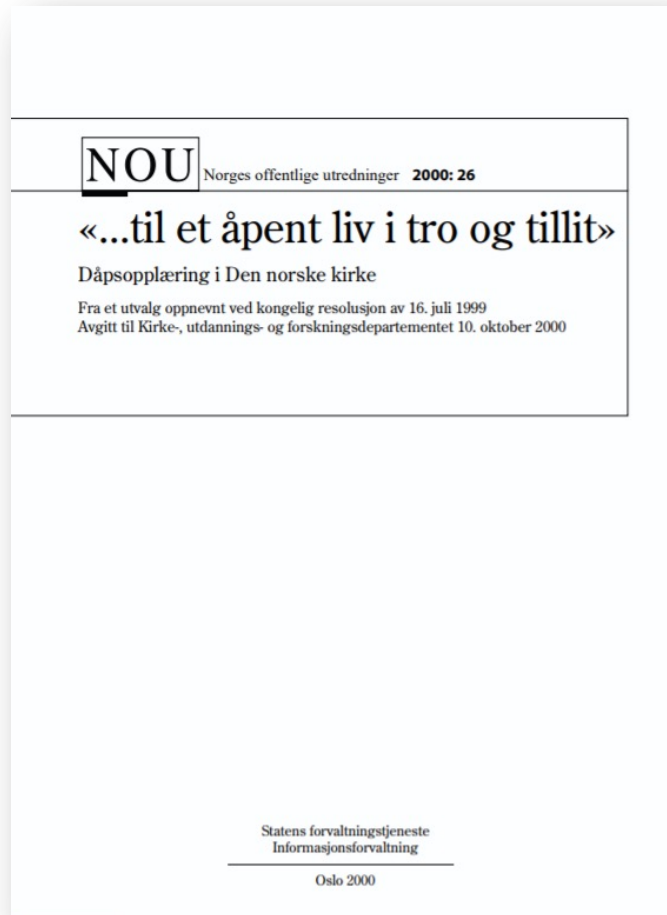 NOU Norges offentlige utredninger 2000: 26
«...til et åpent liv i tro og tillit»
Dåpsopplæring i Den norske kirke
Fra et utvalg oppnevnt ved kongelig resolusjon av 16. juli 1999
Avgitt til Kirke-, utdannings- og forskningsdepartementet 10. oktober 2000
Statens forvaltningstjeneste
Informasjonsforvaltning
Oslo 2000